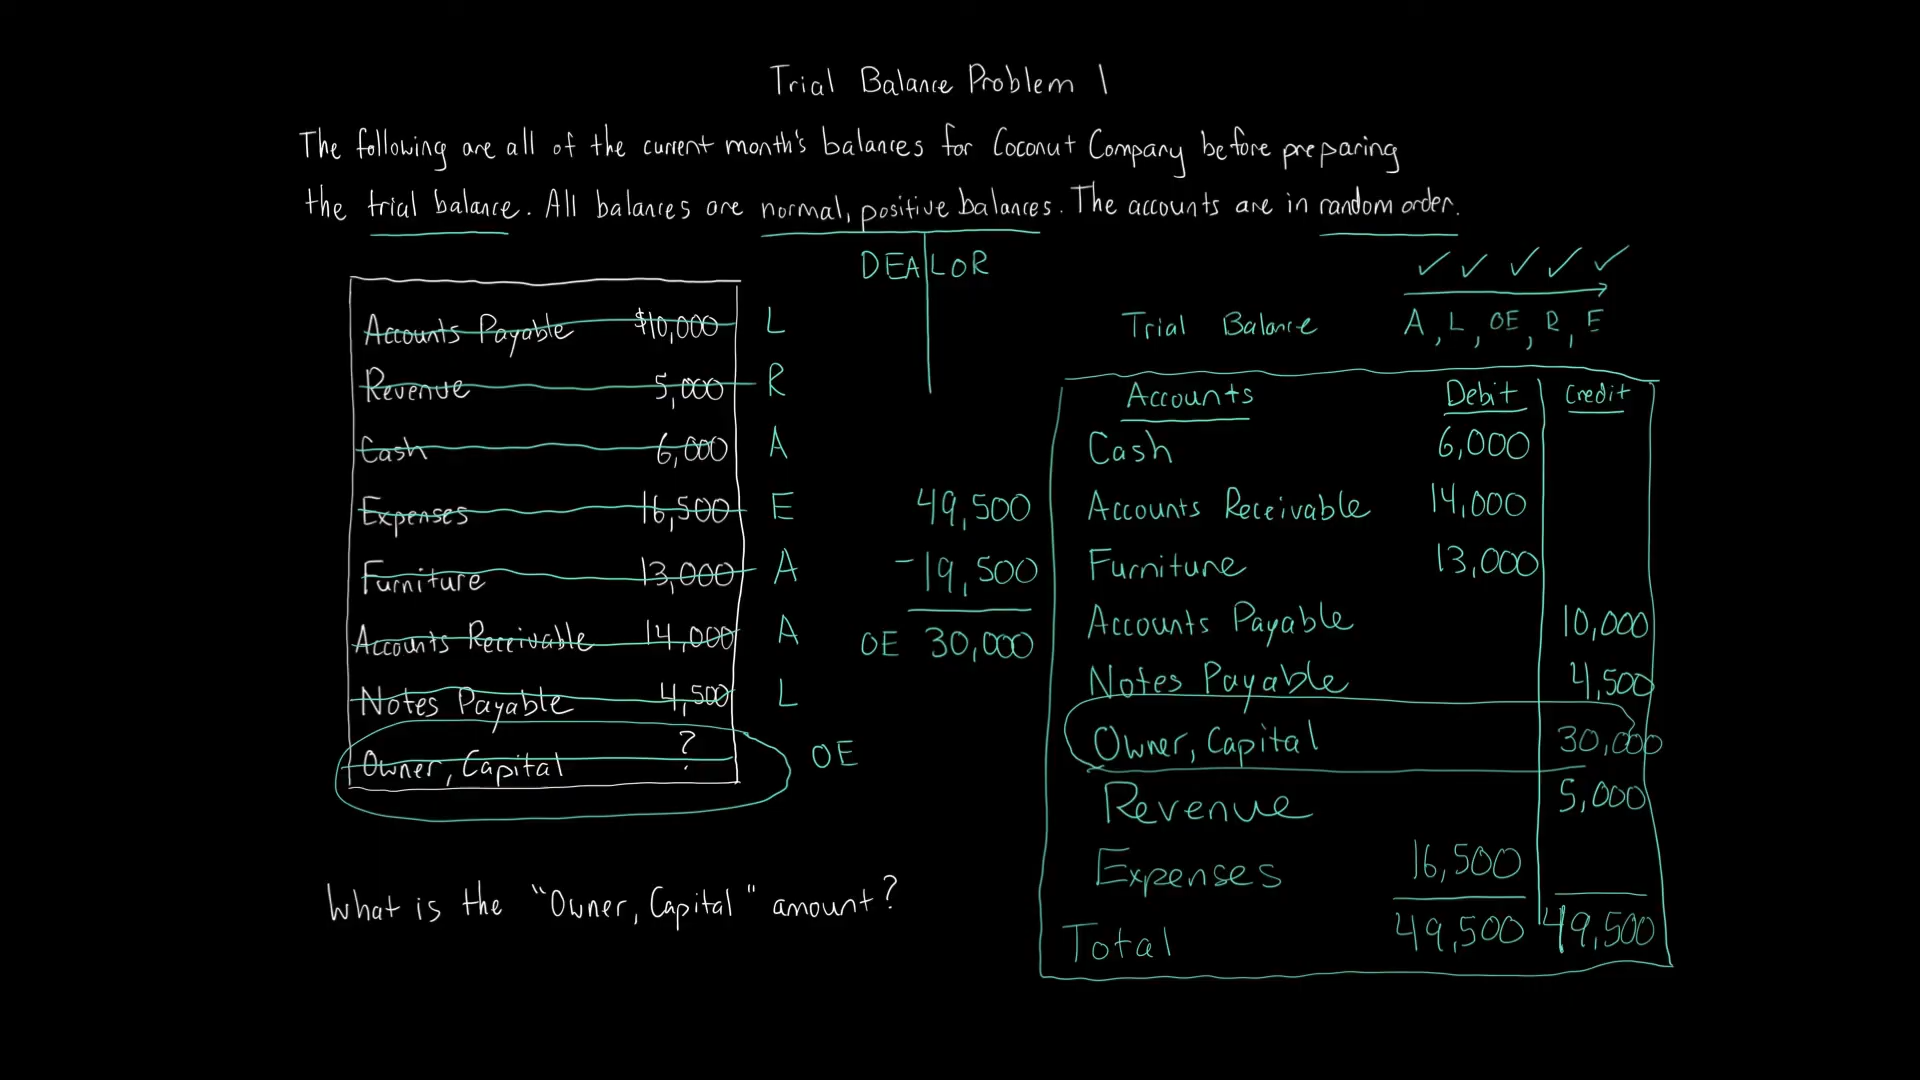 Trial Balance Problem 1
The following are all of the current month's balances for Coconut Company before preparing
the trial balance. All balances are normal, positive balances. The accounts are in random order.
DEALOR
Accounts Payable $10,000 L
Revenue 5,000 R
Cash 6,000 A
Expenses 16,500 E
Furniture 13,000 A
Accounts Receivable 14,000 A
Notes Payable 4,500 L
Owner, Capital ? OE
What is the "Owner, Capital" amount?
49,500
-19,500
OE 30,000
Trial Balance A, L, OE, R, E
Accounts Debit Credit
Cash 6,000
Accounts Receivable 14,000
Furniture 13,000
Accounts Payable 10,000
Notes Payable 4,500
Owner, Capital 30,000
Revenue 5,000
Expenses 16,500
Total 49,500 49,500